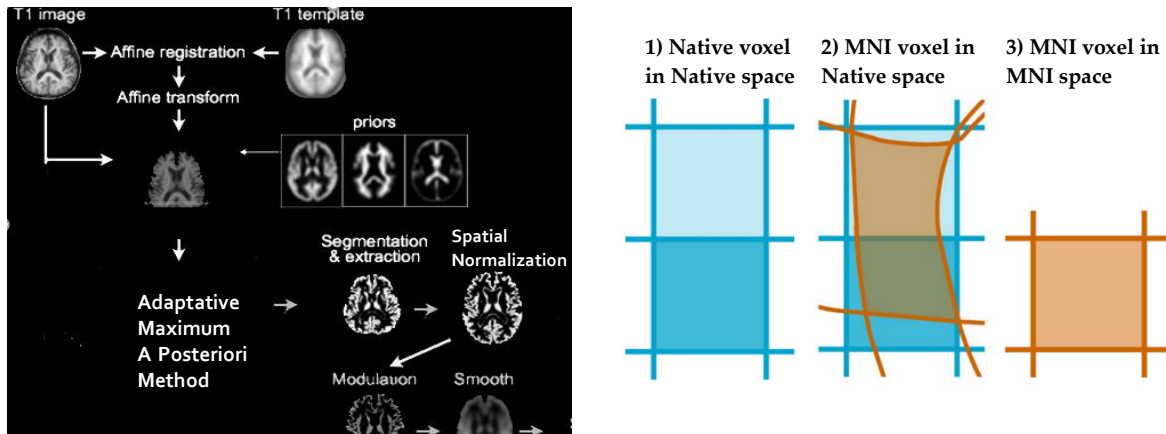 T1 image
T1 template
Affine registration
Affine transform
priors
Segmentation
& extraction
Spatial
Normalization
Adaptative
Maximum
A Posteriori
Method
Modulation
Smooth
1) Native voxel
in Native space
2) MNI voxel in
Native space
3) MNI voxel in
MNI space